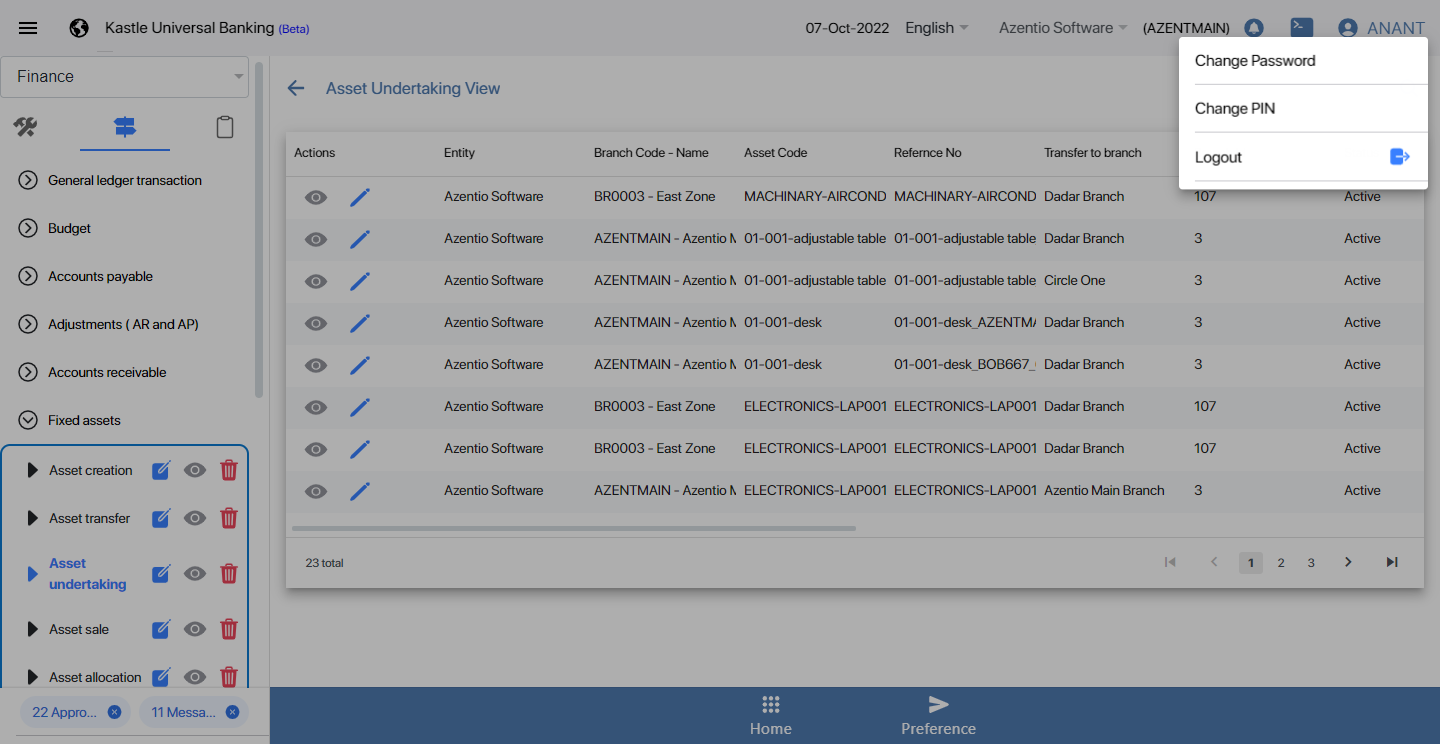 Kastle Universal Banking (Beta)
07-Oct-2022
English
Azentio Software
(AZENTMAIN)
ANANT
Change Password
Change PIN
Logout
Finance
General ledger transaction
Budget
Accounts payable
Adjustments ( AR and AP)
Accounts receivable
Fixed assets
Asset creation
Asset transfer
Asset
undertaking
Asset sale
Asset allocation
22 Appro...
11 Messa...
Asset Undertaking View
Actions Entity Branch Code - Name Asset Code Refernce No Transfer to branch
Azentio Software BR0003 - East Zone MACHINARY-AIRCOND MACHINARY-AIRCOND Dadar Branch 107 Active
Azentio Software AZENTMAIN - Azentio 01-001-adjustable table 01-001-adjustable table Dadar Branch 3 Active
Azentio Software AZENTMAIN - Azentio 01-001-adjustable table 01-001-adjustable table Circle One 3 Active
Azentio Software AZENTMAIN - Azentio 01-001-desk 01-001-desk_AZENTMA Dadar Branch 3 Active
Azentio Software AZENTMAIN - Azentio 01-001-desk 01-001-desk_BOB667_ Dadar Branch 3 Active
Azentio Software BR0003 - East Zone ELECTRONICS-LAP001 ELECTRONICS-LAP001 Dadar Branch 107 Active
Azentio Software BR0003 - East Zone ELECTRONICS-LAP001 ELECTRONICS-LAP001 Dadar Branch 107 Active
Azentio Software AZENTMAIN - Azentio ELECTRONICS-LAP001 ELECTRONICS-LAP001 Azentio Main Branch 3 Active
23 total
1 2 3
Home
Preference